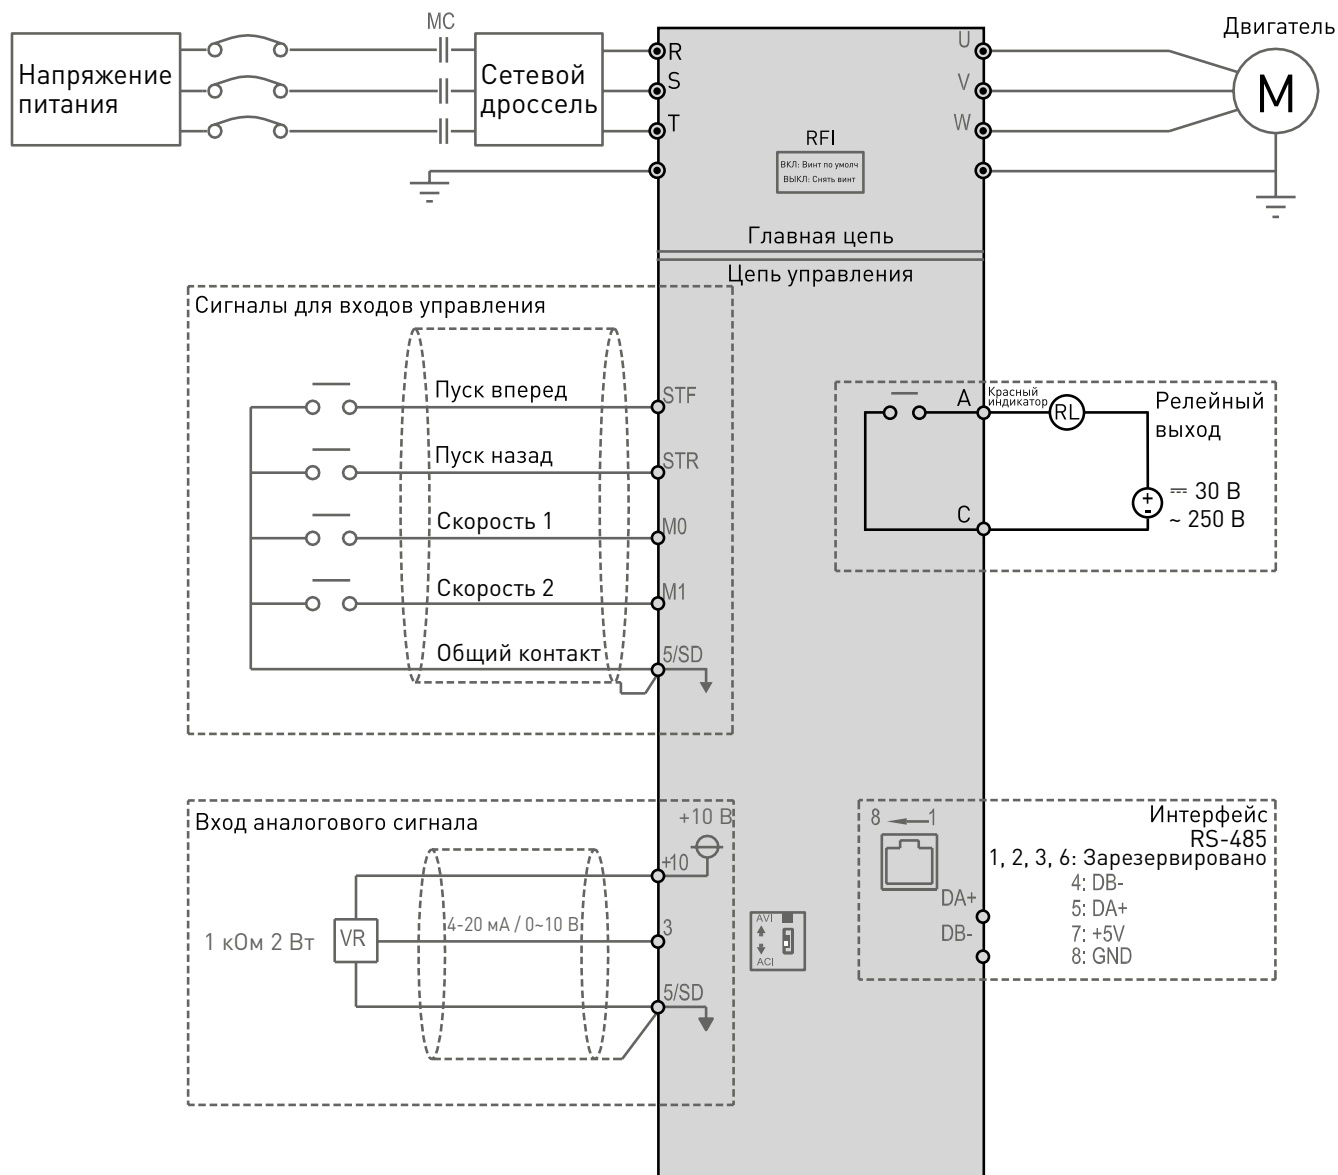 MC
Двигатель
Напряжение
питания
Сетевой
дроссель
R
S
T
U
V
W
M
RFI
ВКЛ: Винт по умолч
ВЫКЛ: Снять винт
Главная цепь
Цепь управления
Сигналы для входов управления
Пуск вперед
STF
Пуск назад
STR
Скорость 1
M0
Скорость 2
M1
Общий контакт
5/SD
A
Красный
индикатор
RL
Релейный
выход
C
+
-
⎓ 30 В
~ 250 В
Вход аналогового сигнала
+10 В
+10
4-20 мА / 0~10 В
3
1 кОм 2 Вт
VR
5/SD
AVI
ACI
8
1
Интерфейс
RS-485
1, 2, 3, 6: Зарезервировано
4: DB-
5: DA+
7: +5V
8: GND
DA+
DB-